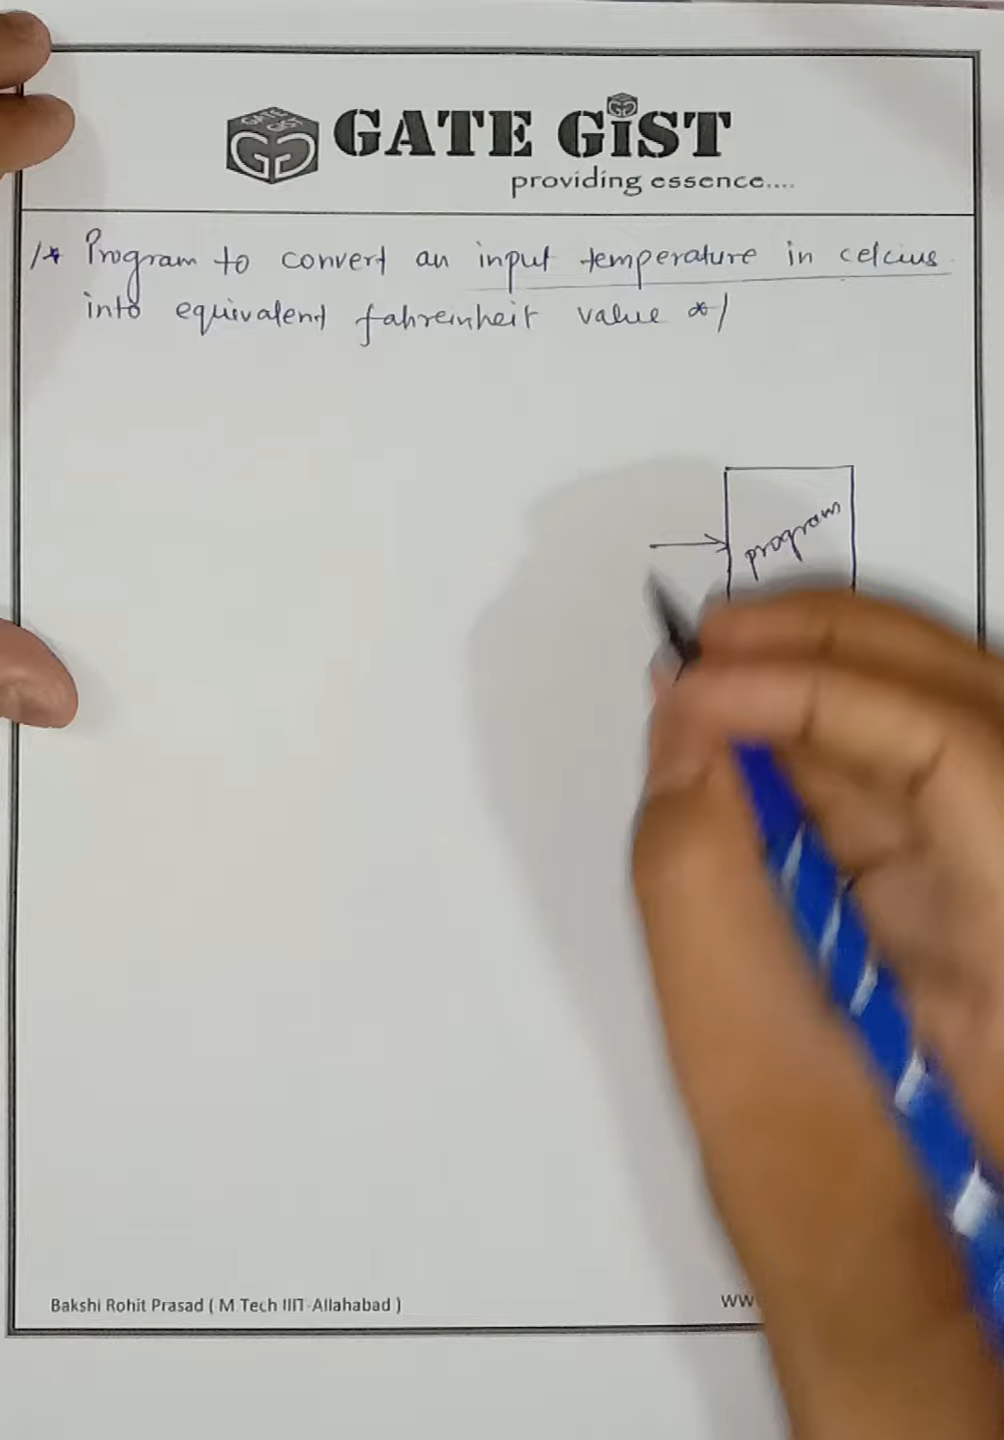 GATE GiST
providing essence....
/* Program to convert an input temperature in celcius
into equivalent fahreinheit value */
program
Bakshi Rohit Prasad ( M Tech IIIT-Allahabad )